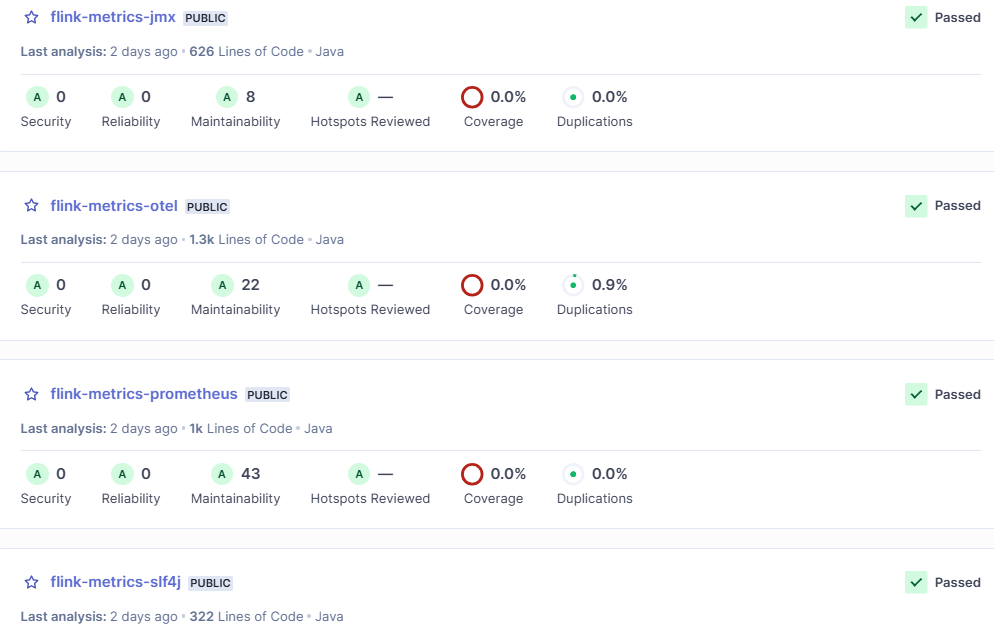 flink-metrics-jmx PUBLIC Passed
Last analysis: 2 days ago • 626 Lines of Code • Java
A 0 A 0 A 8 A — 0.0% 0.0%
Security Reliability Maintainability Hotspots Reviewed Coverage Duplications
flink-metrics-otel PUBLIC Passed
Last analysis: 2 days ago • 1.3k Lines of Code • Java
A 0 A 0 A 22 A — 0.0% 0.9%
Security Reliability Maintainability Hotspots Reviewed Coverage Duplications
flink-metrics-prometheus PUBLIC Passed
Last analysis: 2 days ago • 1k Lines of Code • Java
A 0 A 0 A 43 A — 0.0% 0.0%
Security Reliability Maintainability Hotspots Reviewed Coverage Duplications
flink-metrics-slf4j PUBLIC Passed
Last analysis: 2 days ago • 322 Lines of Code • Java